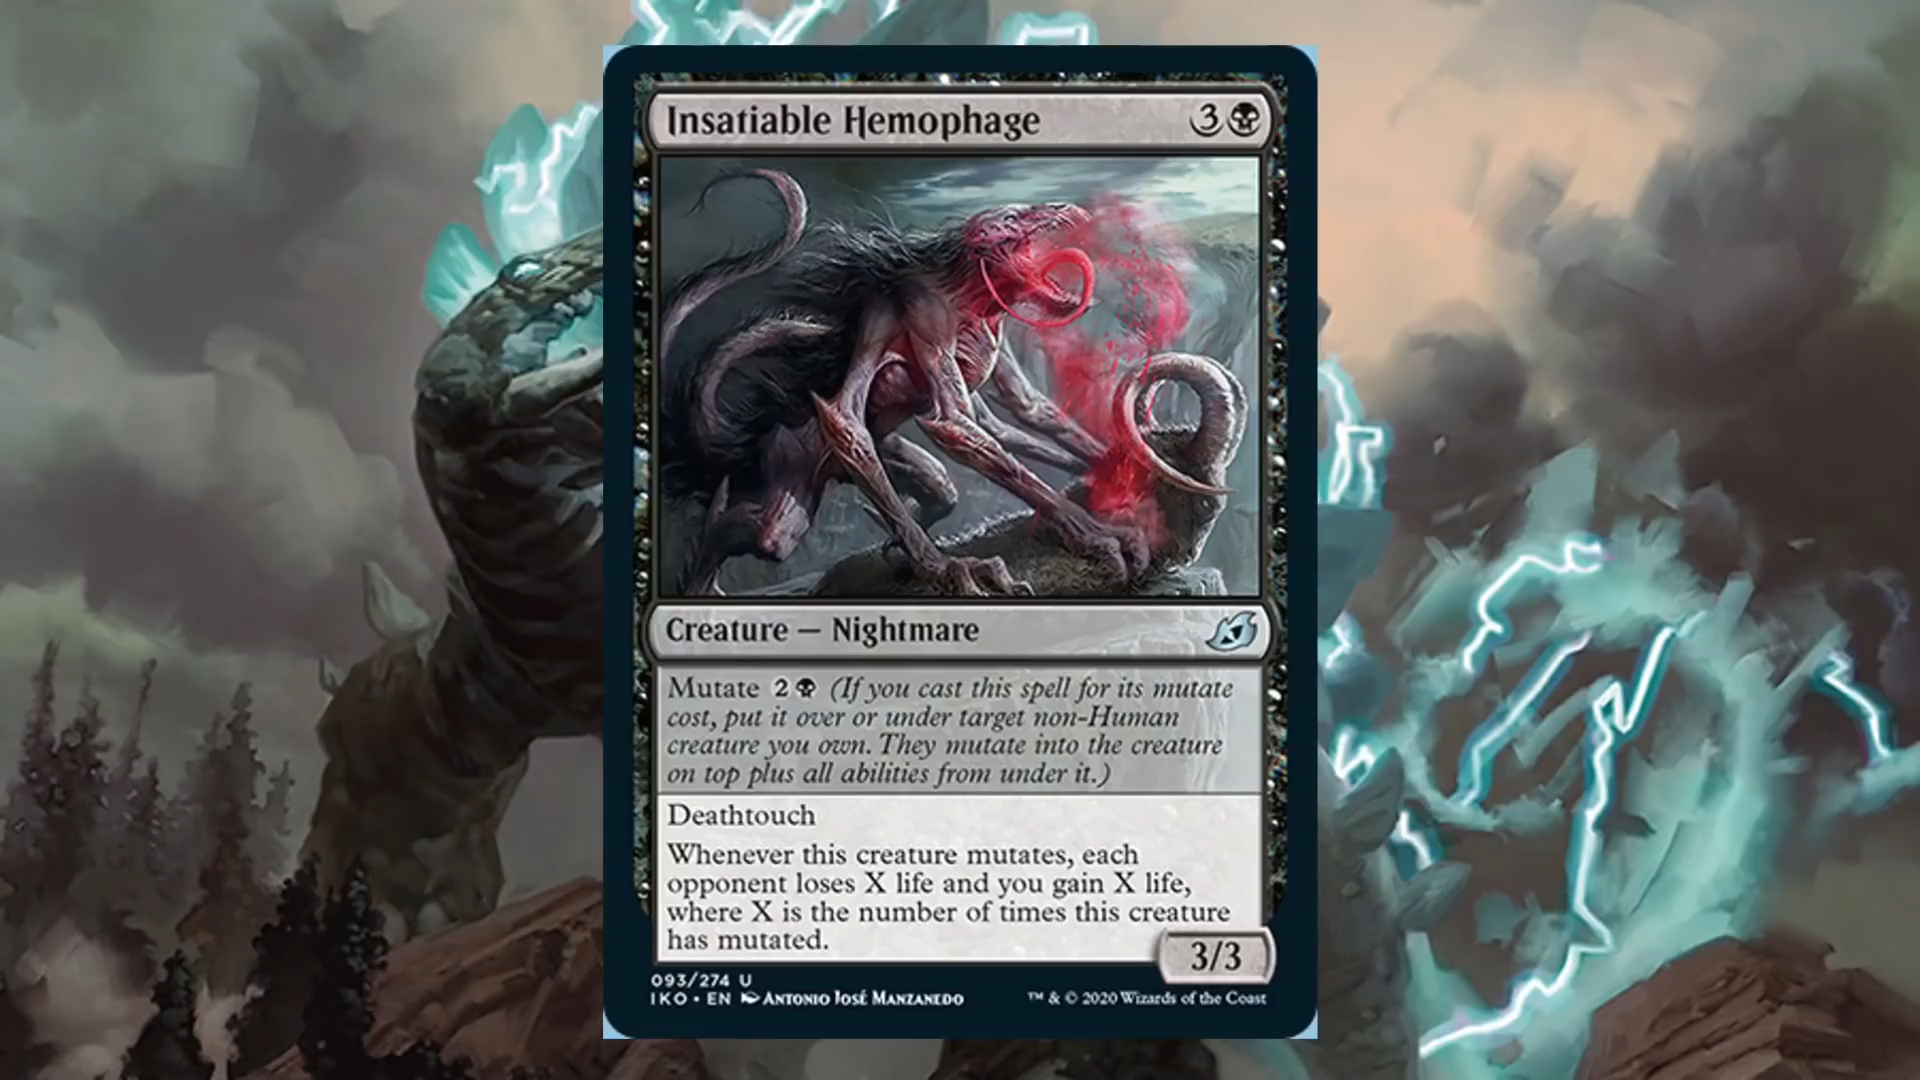 Insatiable Hemophage 3
Creature — Nightmare
Mutate 2 (If you cast this spell for its mutate
cost, put it over or under target non-Human
creature you own. They mutate into the creature
on top plus all abilities from under it.)
Deathtouch
Whenever this creature mutates, each
opponent loses X life and you gain X life,
where X is the number of times this creature
has mutated.
3/3
093/274 U
IKO • EN Antonio José Manzanedo
™ & © 2020 Wizards of the Coast